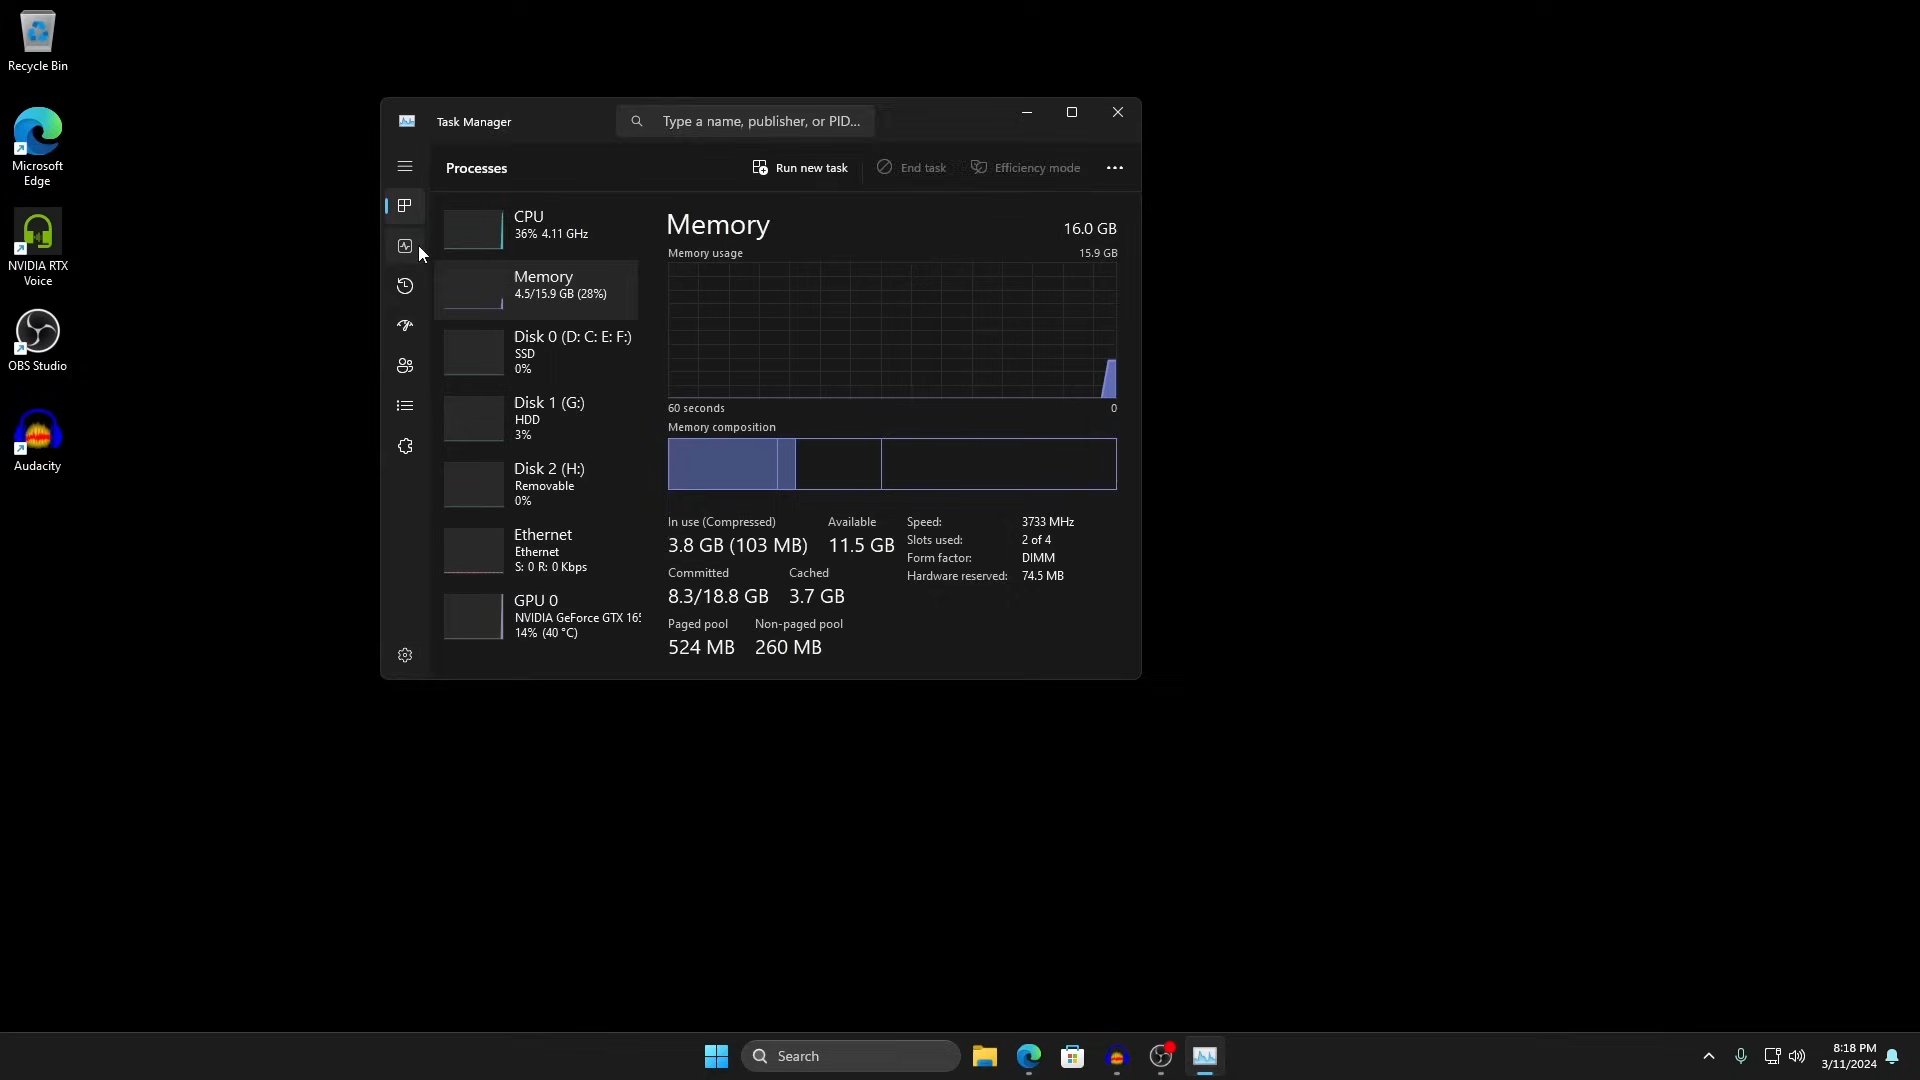 Recycle Bin
Microsoft
Edge
NVIDIA RTX
Voice
OBS Studio
Audacity
Task Manager
Type a name, publisher, or PID...
Processes
Run new task
End task
Efficiency mode
CPU
36% 4.11 GHz
Memory
4.5/15.9 GB (28%)
Disk 0 (D: C: E: F:)
SSD
0%
Disk 1 (G:)
HDD
3%
Disk 2 (H:)
Removable
0%
Ethernet
Ethernet
S: 0 R: 0 Kbps
GPU 0
NVIDIA GeForce GTX 165
14% (40 °C)
Memory
16.0 GB
Memory usage
15.9 GB
60 seconds
0
Memory composition
In use (Compressed)
3.8 GB (103 MB)
Available
11.5 GB
Committed
8.3/18.8 GB
Cached
3.7 GB
Paged pool
524 MB
Non-paged pool
260 MB
Speed: 3733 MHz
Slots used: 2 of 4
Form factor: DIMM
Hardware reserved: 74.5 MB
Search
8:18 PM
3/11/2024